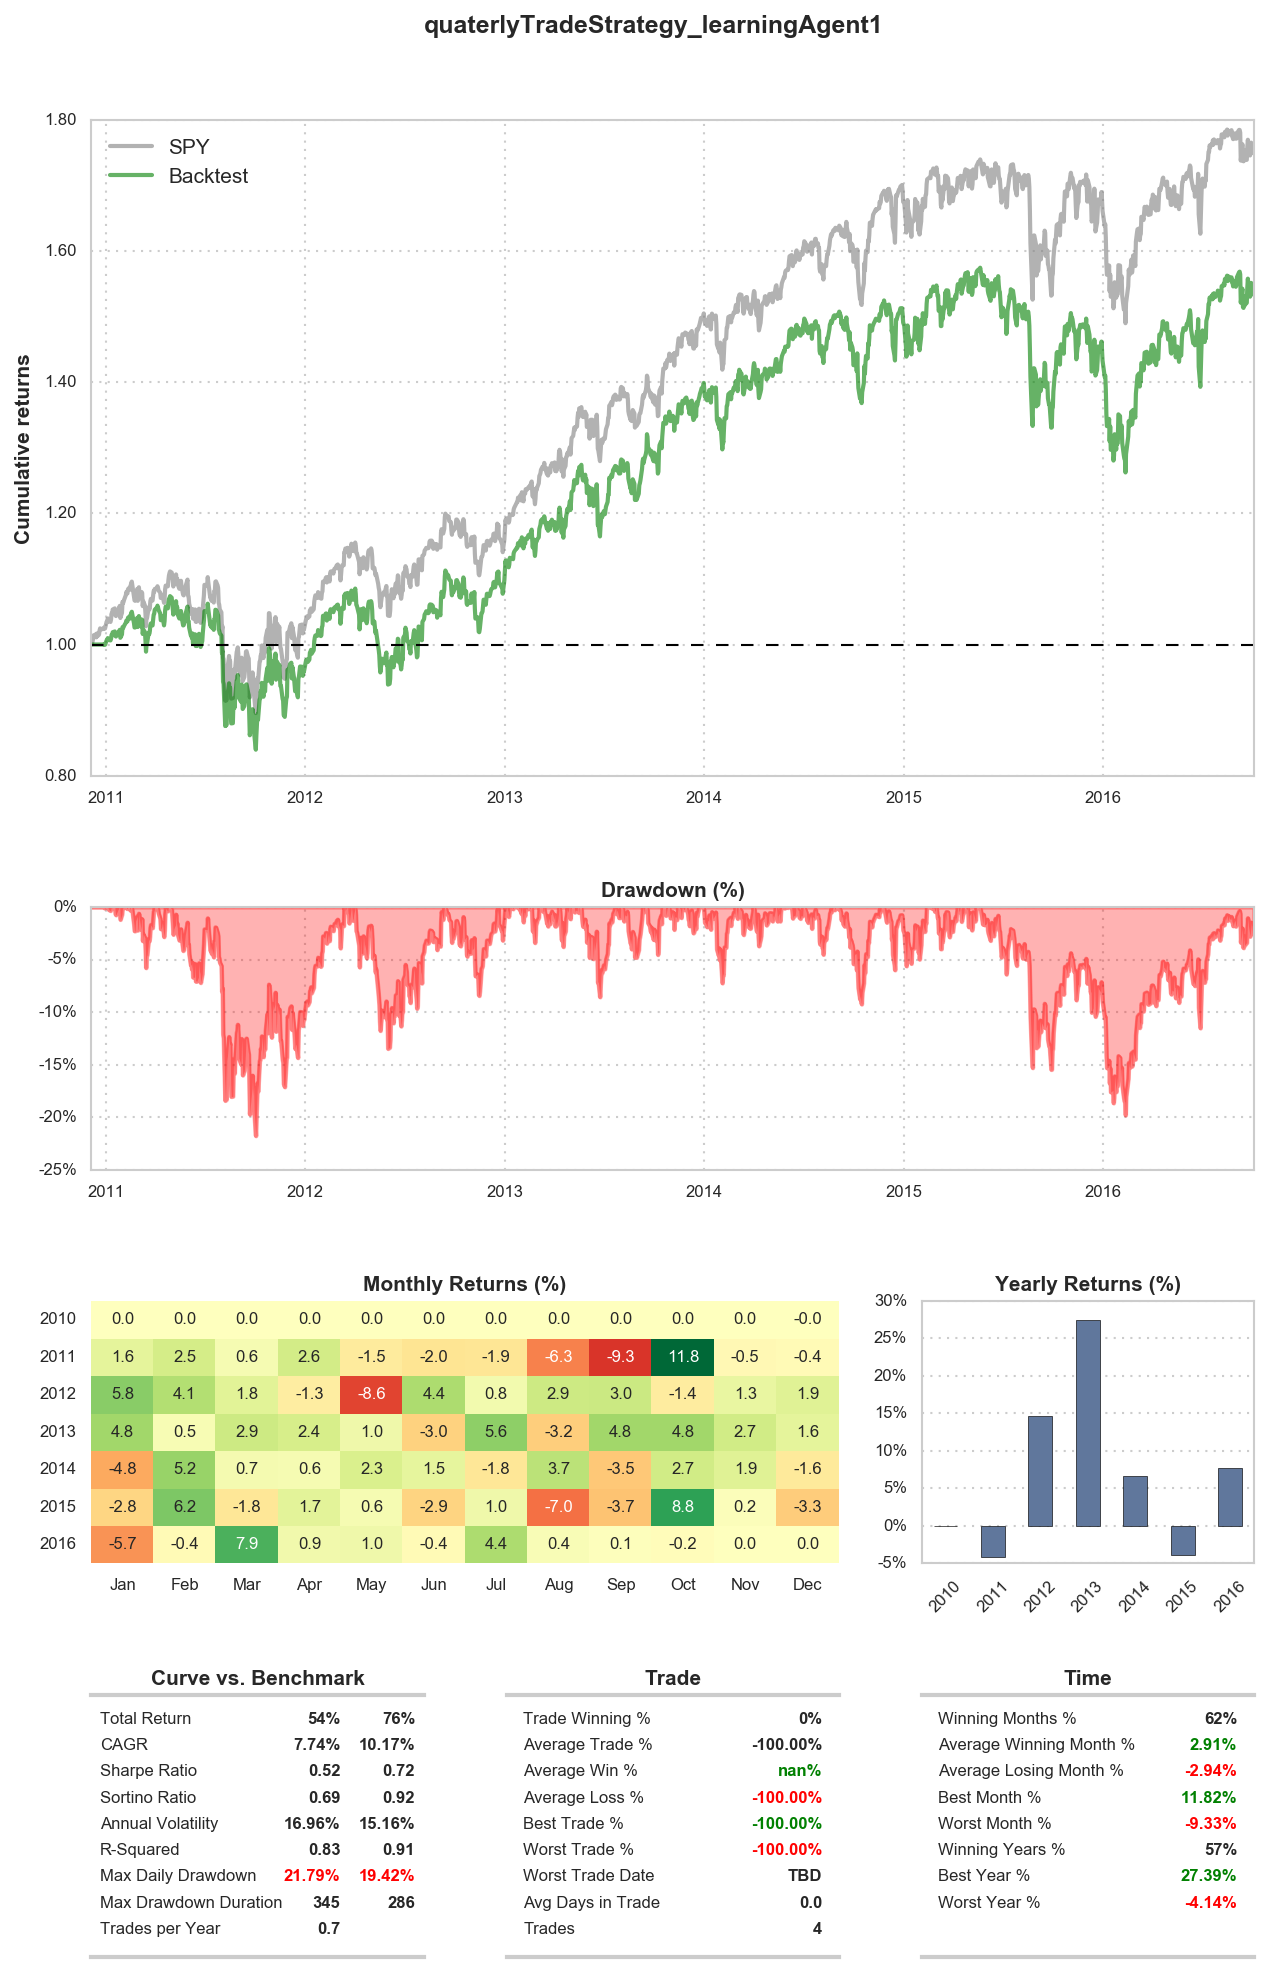 quaterlyTradeStrategy_learningAgent1
1.80
SPY
Backtest
1.60
1.40
Cumulative returns
1.20
1.00
0.80
2011 2012 2013 2014 2015 2016
Drawdown (%)
0%
-5%
-10%
-15%
-20%
-25%
2011 2012 2013 2014 2015 2016
Monthly Returns (%)
2010 0.0 0.0 0.0 0.0 0.0 0.0 0.0 0.0 0.0 0.0 0.0 -0.0
2011 1.6 2.5 0.6 2.6 -1.5 -2.0 -1.9 -6.3 -9.3 11.8 -0.5 -0.4
2012 5.8 4.1 1.8 -1.3 -8.6 4.4 0.8 2.9 3.0 -1.4 1.3 1.9
2013 4.8 0.5 2.9 2.4 1.0 -3.0 5.6 -3.2 4.8 4.8 2.7 1.6
2014 -4.8 5.2 0.7 0.6 2.3 1.5 -1.8 3.7 -3.5 2.7 1.9 -1.6
2015 -2.8 6.2 -1.8 1.7 0.6 -2.9 1.0 -7.0 -3.7 8.8 0.2 -3.3
2016 -5.7 -0.4 7.9 0.9 1.0 -0.4 4.4 0.4 0.1 -0.2 0.0 0.0
Jan Feb Mar Apr May Jun Jul Aug Sep Oct Nov Dec
Yearly Returns (%)
30%
25%
20%
15%
10%
5%
0%
-5%
2010 2011 2012 2013 2014 2015 2016
Curve vs. Benchmark
Total Return 54% 76%
CAGR 7.74% 10.17%
Sharpe Ratio 0.52 0.72
Sortino Ratio 0.69 0.92
Annual Volatility 16.96% 15.16%
R-Squared 0.83 0.91
Max Daily Drawdown 21.79% 19.42%
Max Drawdown Duration 345 286
Trades per Year 0.7
Trade
Trade Winning % 0%
Average Trade % -100.00%
Average Win % nan%
Average Loss % -100.00%
Best Trade % -100.00%
Worst Trade % -100.00%
Worst Trade Date TBD
Avg Days in Trade 0.0
Trades 4
Time
Winning Months % 62%
Average Winning Month % 2.91%
Average Losing Month % -2.94%
Best Month % 11.82%
Worst Month % -9.33%
Winning Years % 57%
Best Year % 27.39%
Worst Year % -4.14%